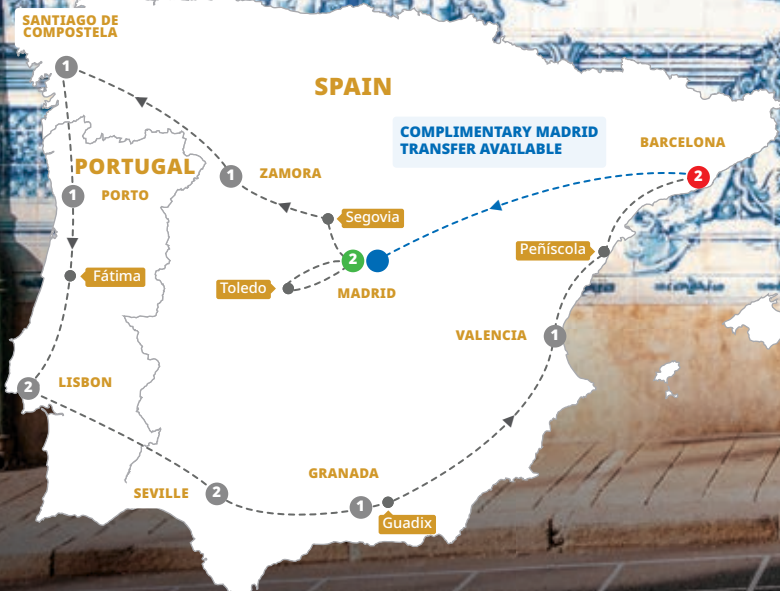 SANTIAGO DE
COMPOSTELA
1
SPAIN
COMPLIMENTARY MADRID
TRANSFER AVAILABLE
BARCELONA
2
PORTUGAL
1
ZAMORA
1
PORTO
Segovia
Peñíscola
Fátima
2
Toledo
MADRID
VALENCIA
1
2
LISBON
GRANADA
SEVILLE
2
1
Guadix